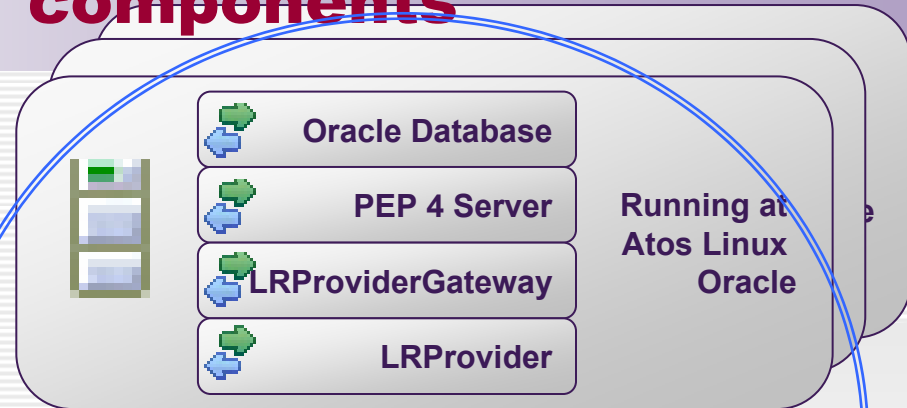 components
Oracle Database
PEP 4 Server
LRProviderGateway
LRProvider
Running at
Atos Linux
Oracle
e